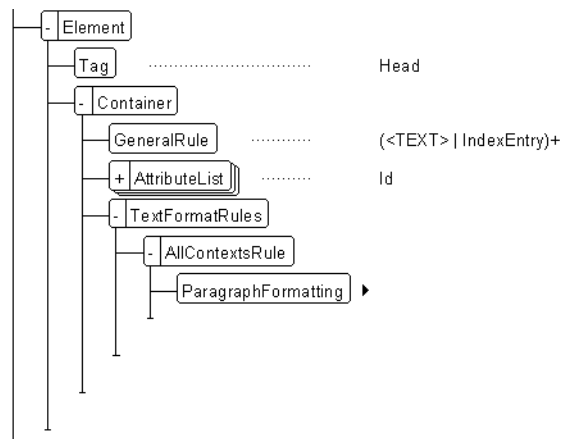 - Element
Tag Head
- Container
GeneralRule (<TEXT> | IndexEntry)+
+ AttributeList Id
- TextFormatRules
- AllContextsRule
ParagraphFormatting